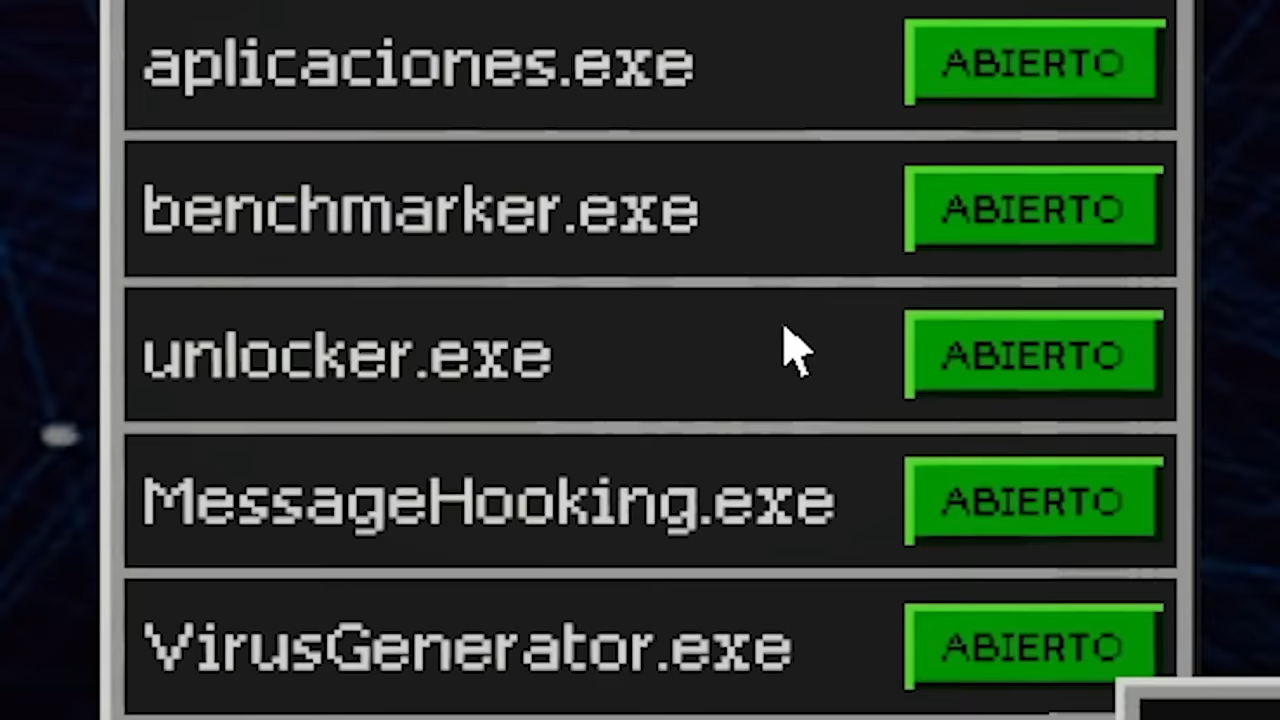 aplicaciones.exe ABIERTO
benchmarker.exe ABIERTO
unlocker.exe ABIERTO
MessageHooking.exe ABIERTO
VirusGenerator.exe ABIERTO